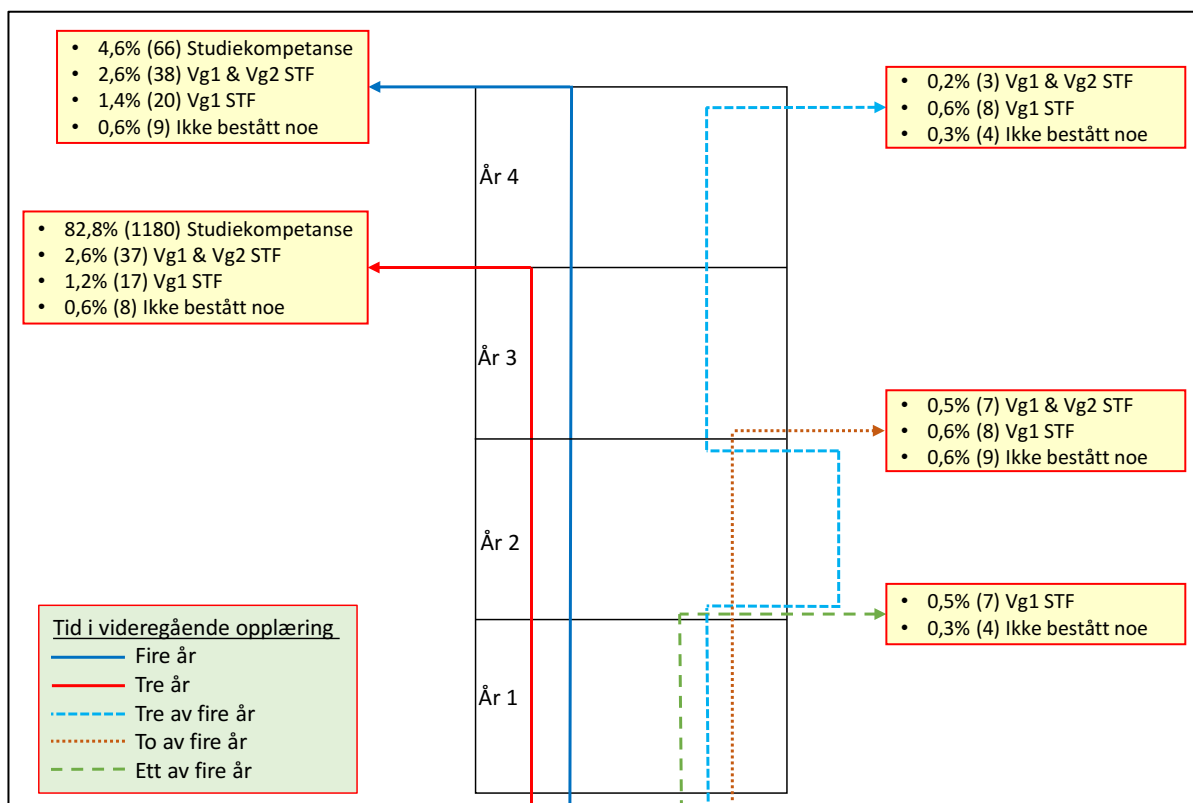 • 4,6% (66) Studiekompetanse
• 2,6% (38) Vg1 & Vg2 STF
• 1,4% (20) Vg1 STF
• 0,6% (9) Ikke bestått noe
• 0,2% (3) Vg1 & Vg2 STF
• 0,6% (8) Vg1 STF
• 0,3% (4) Ikke bestått noe
År 4
• 82,8% (1180) Studiekompetanse
• 2,6% (37) Vg1 & Vg2 STF
• 1,2% (17) Vg1 STF
• 0,6% (8) Ikke bestått noe
År 3
• 0,5% (7) Vg1 & Vg2 STF
• 0,6% (8) Vg1 STF
• 0,6% (9) Ikke bestått noe
År 2
• 0,5% (7) Vg1 STF
• 0,3% (4) Ikke bestått noe
År 1
Tid i videregående opplæring
Fire år
Tre år
Tre av fire år
To av fire år
Ett av fire år